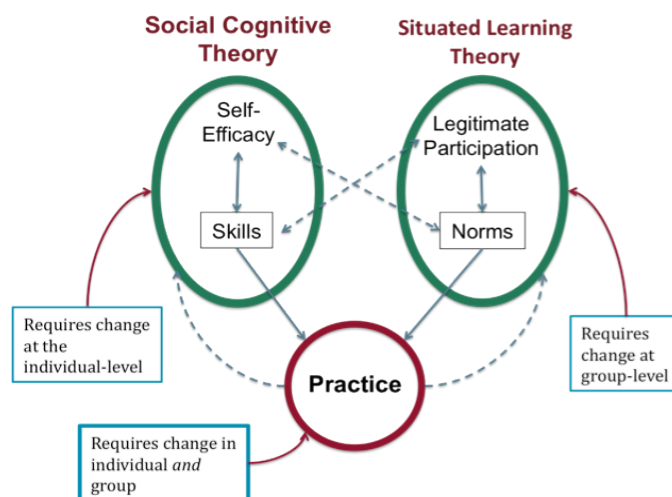 Social Cognitive
Theory
Situated Learning
Theory
Self-
Efficacy
Legitimate
Participation
Skills
Norms
Requires change
at the
individual-level
Requires
change at
group-level
Practice
Requires change in
individual and
group